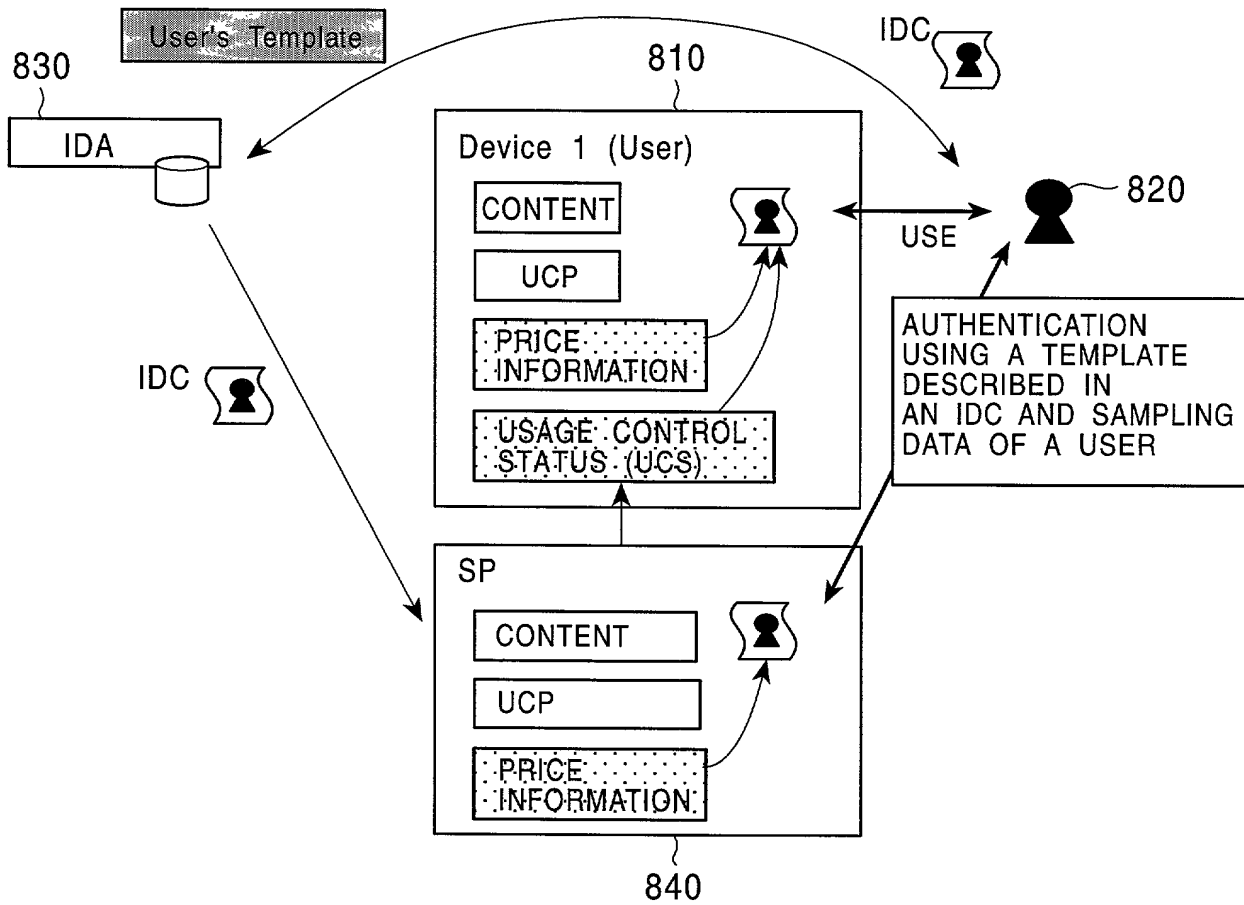 User's Template
IDC
830
810
IDA
Device 1 (User)
820
CONTENT
USE
UCP
AUTHENTICATION
USING A TEMPLATE
DESCRIBED IN
AN IDC AND SAMPLING
DATA OF A USER
PRICE
INFORMATION
IDC
USAGE CONTROL
STATUS (UCS)
SP
CONTENT
UCP
PRICE
INFORMATION
840